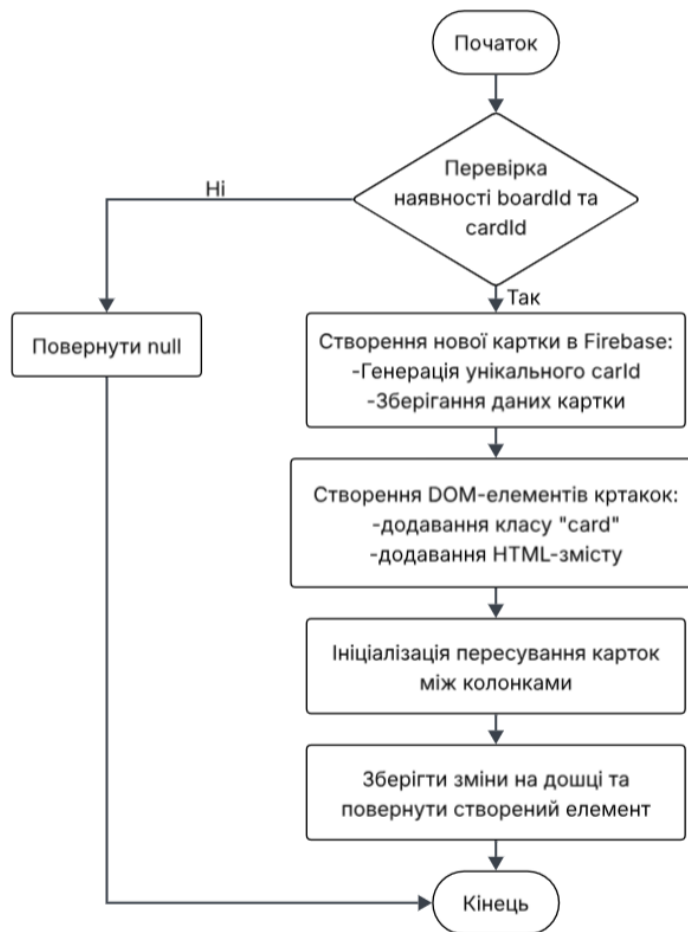 Початок
Перевірка
наявності boardId та
cardId
Ні
Так
Повернути null
Створення нової картки в Firebase:
-Генерація унікального carId
-Зберігання даних картки
Створення DOM-елементів кртакок:
-додавання класу "card"
-додавання HTML-змісту
Ініціалізація пересування карток
між колонками
Зберігти зміни на дошці та
повернути створений елемент
Кінець